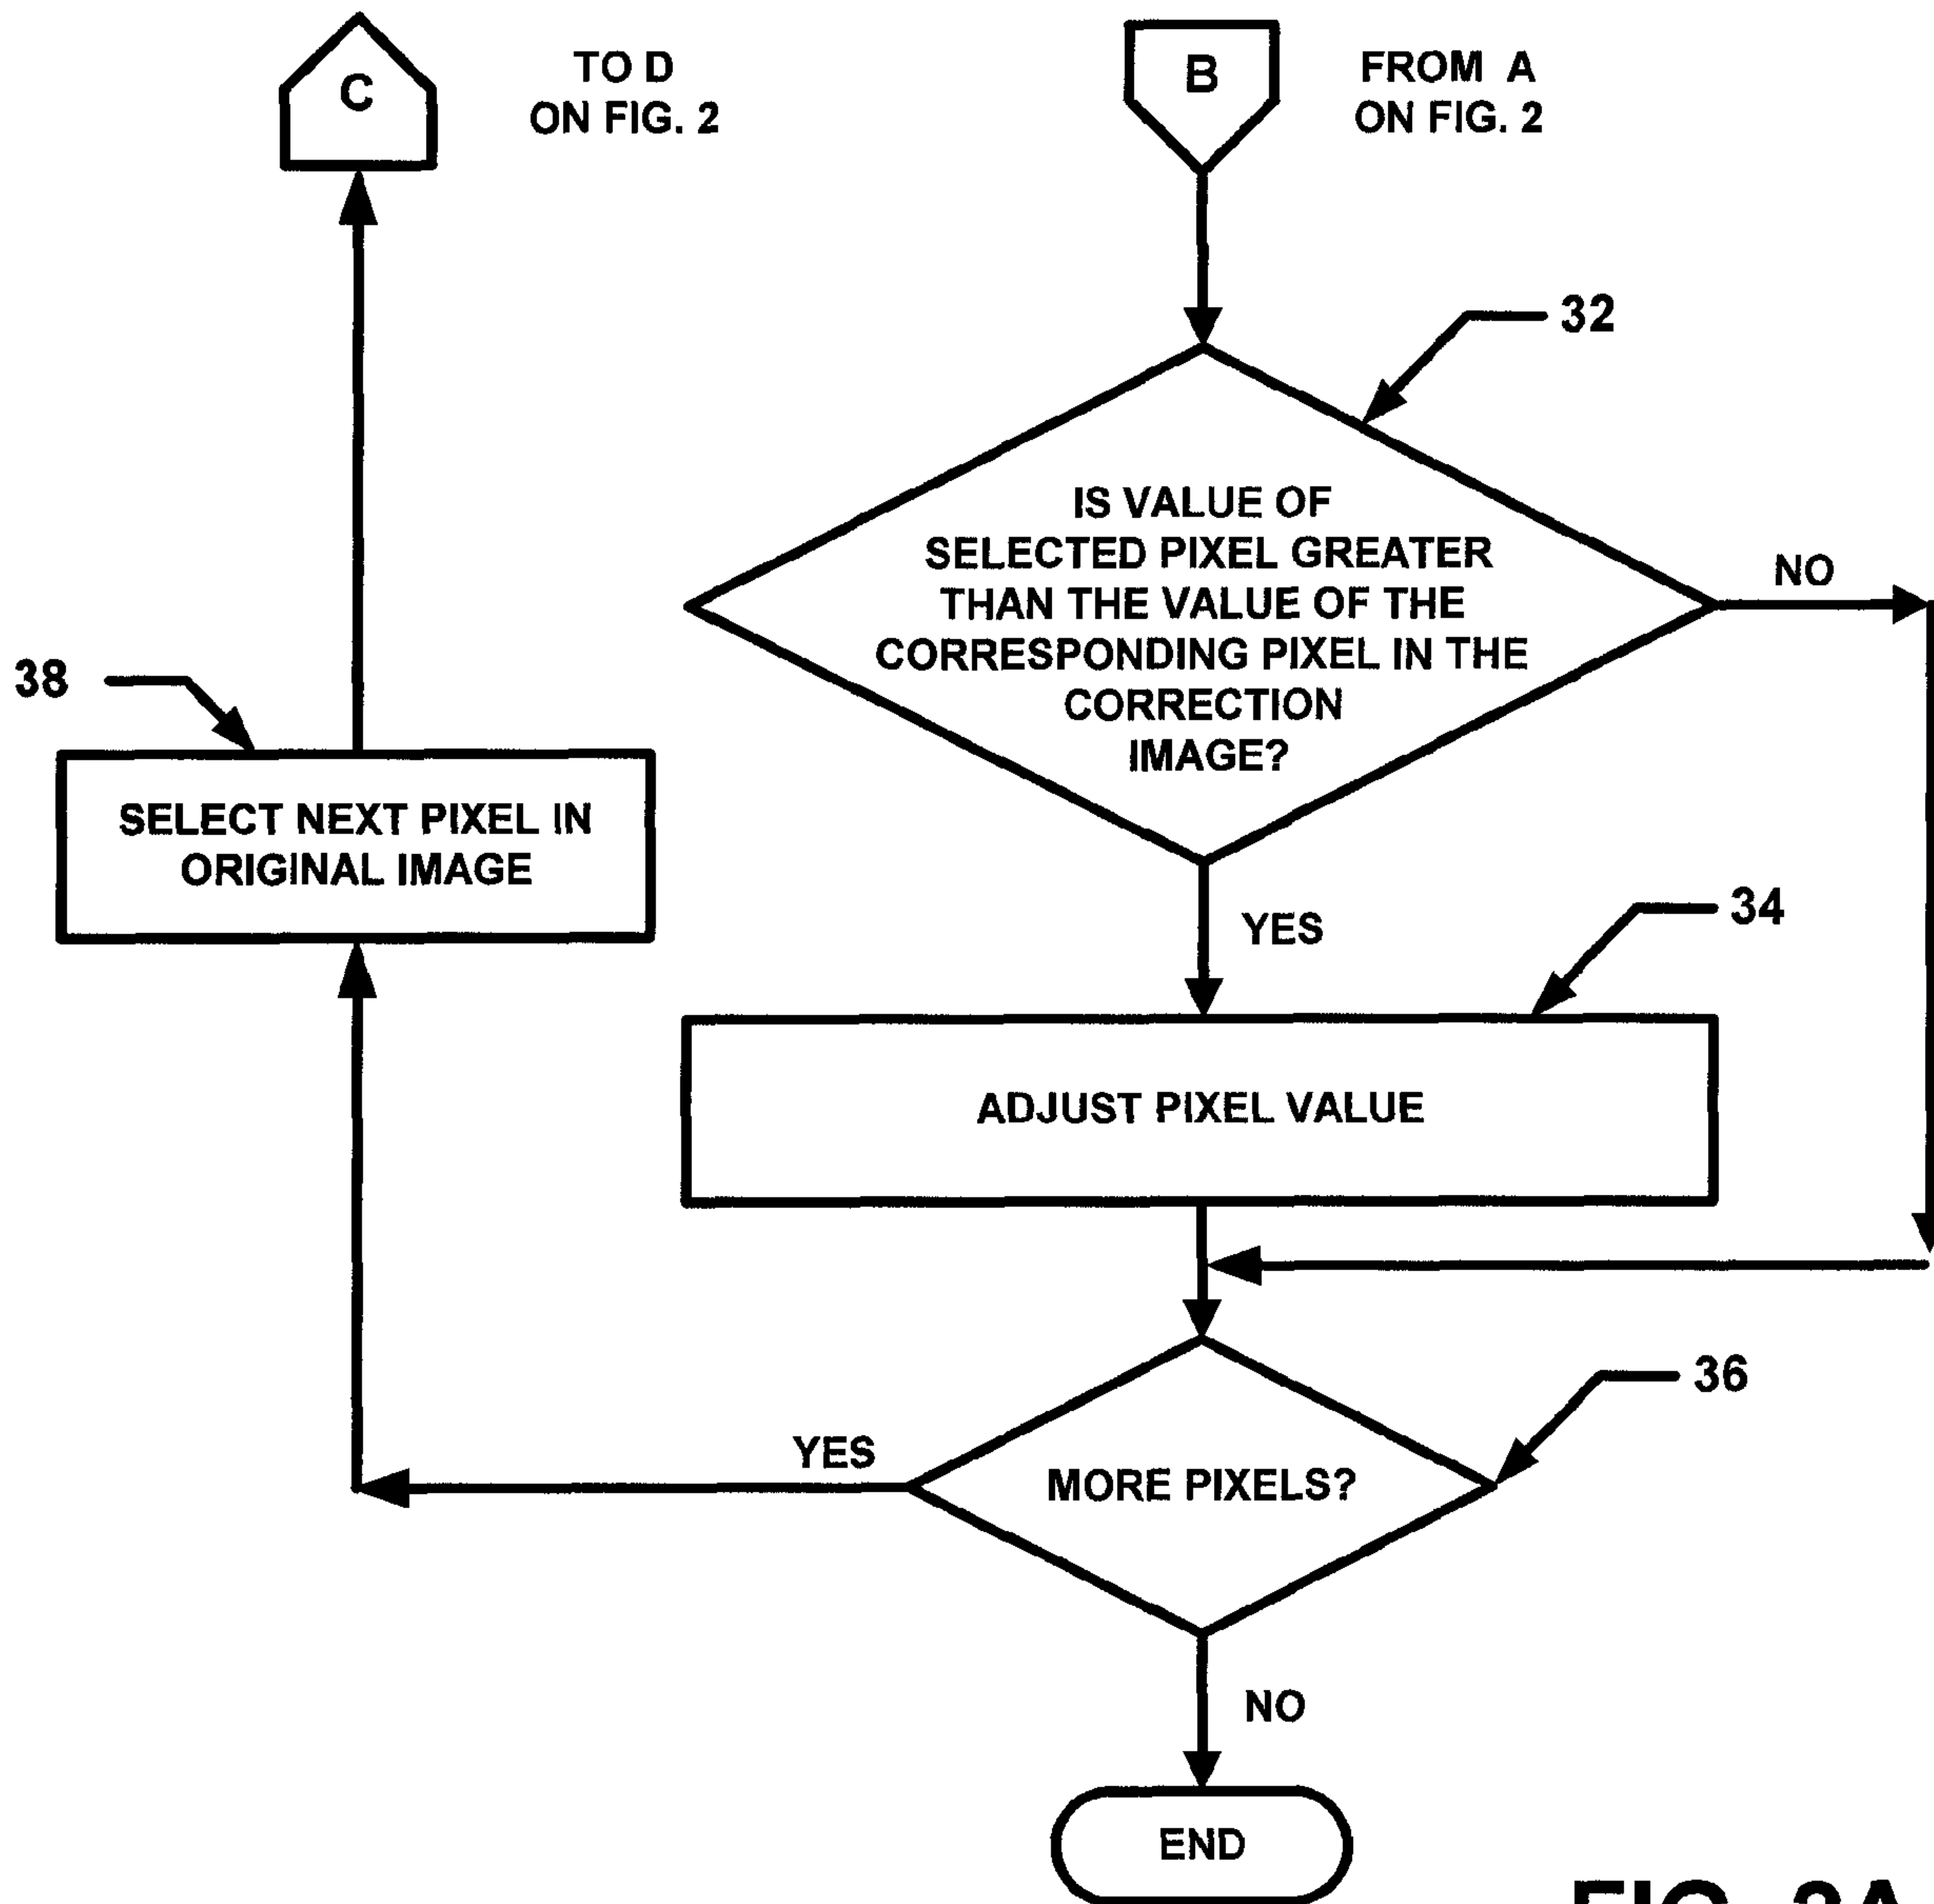 C
TO D
ON FIG. 2
B
FROM A
ON FIG. 2
32
IS VALUE OF
SELECTED PIXEL GREATER
THAN THE VALUE OF THE
CORRESPONDING PIXEL IN THE
CORRECTION
IMAGE?
NO
38
SELECT NEXT PIXEL IN
ORIGINAL IMAGE
YES
34
ADJUST PIXEL VALUE
36
YES
MORE PIXELS?
NO
END